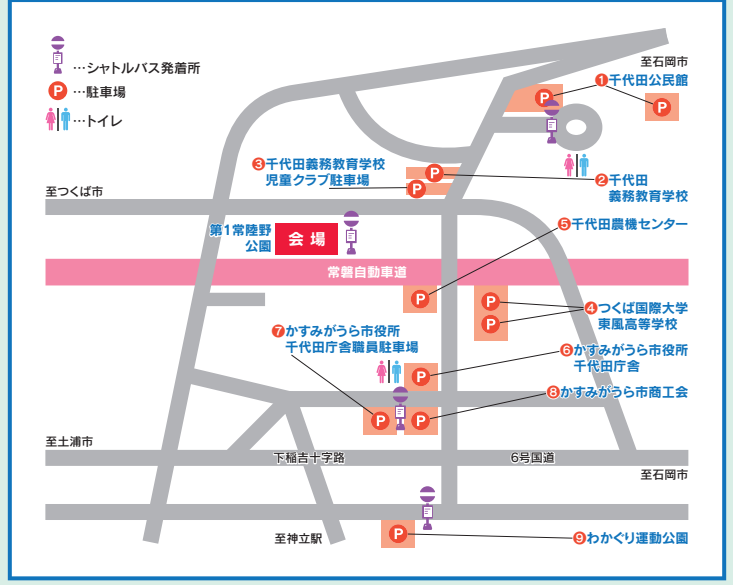 …シャトルバス発着所
P …駐車場
…トイレ
至石岡市
❶千代田公民館
P
P
❸千代田義務教育学校
児童クラブ駐車場
P
P
❷千代田
義務教育学校
至つくば市
第1常陸野
公園
会場
❺千代田農機センター
常磐自動車道
P
P
P
❹つくば国際大学
東風高等学校
❼かすみがうら市役所
千代田庁舎職員駐車場
❻かすみがうら市役所
千代田庁舎
P
❽かすみがうら市商工会
P
P
至土浦市
下稲吉十字路
6号国道
至石岡市
至神立駅
P
❾わかぐり運動公園